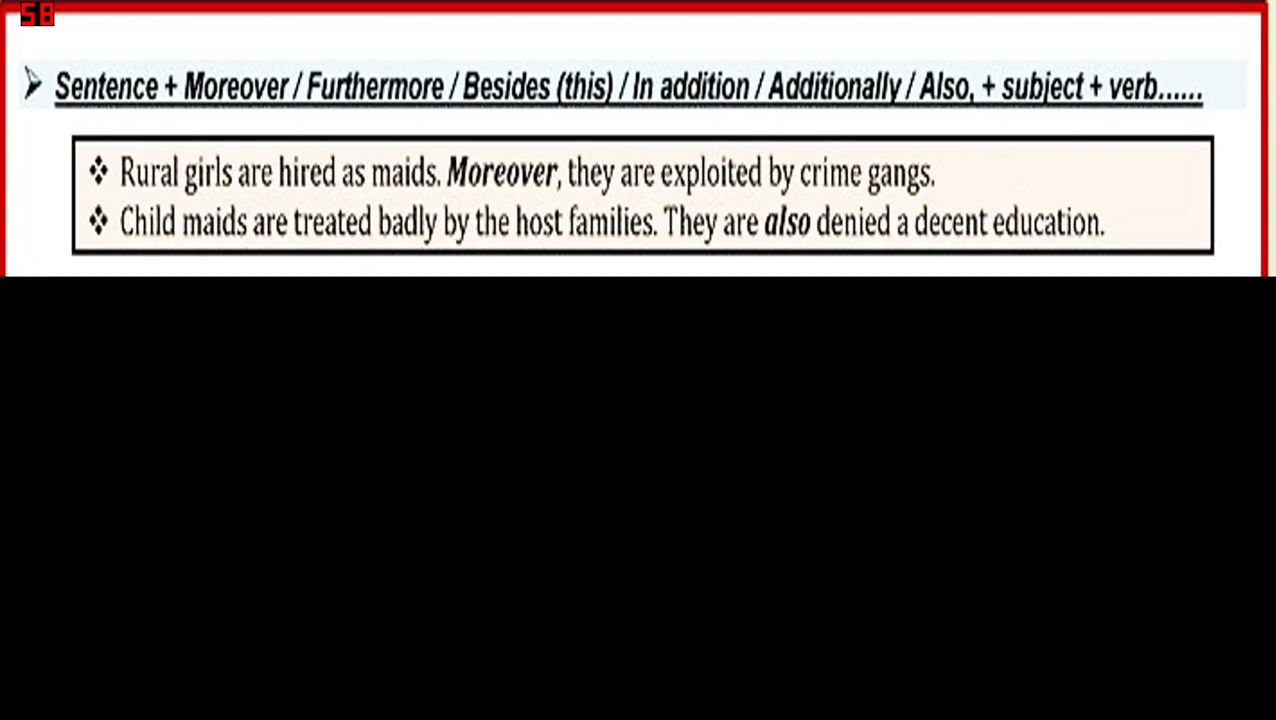 58
Sentence + Moreover / Furthermore / Besides (this) / In addition / Additionally / Also, + subject + verb......
Rural girls are hired as maids. Moreover, they are exploited by crime gangs.
Child maids are treated badly by the host families. They are also denied a decent education.